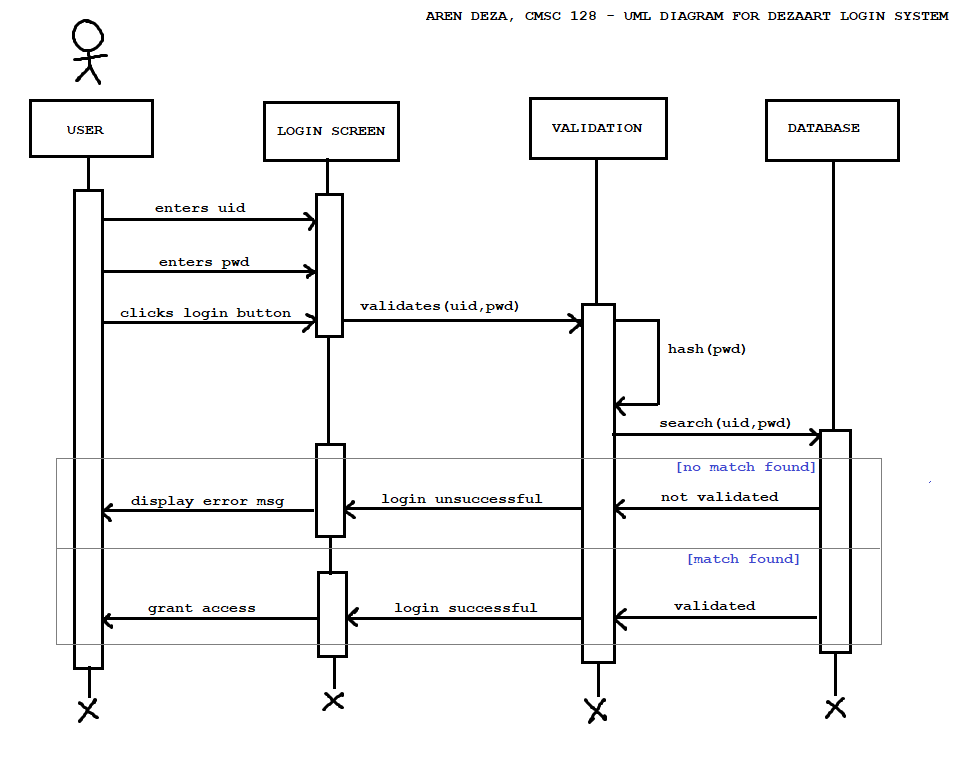 AREN DEZA, CMSC 128 - UML DIAGRAM FOR DEZAART LOGIN SYSTEM
USER
LOGIN SCREEN
VALIDATION
DATABASE
enters uid
enters pwd
clicks login button
validates(uid,pwd)
hash(pwd)
search(uid,pwd)
[no match found]
display error msg
login unsuccessful
not validated
[match found]
grant access
login successful
validated